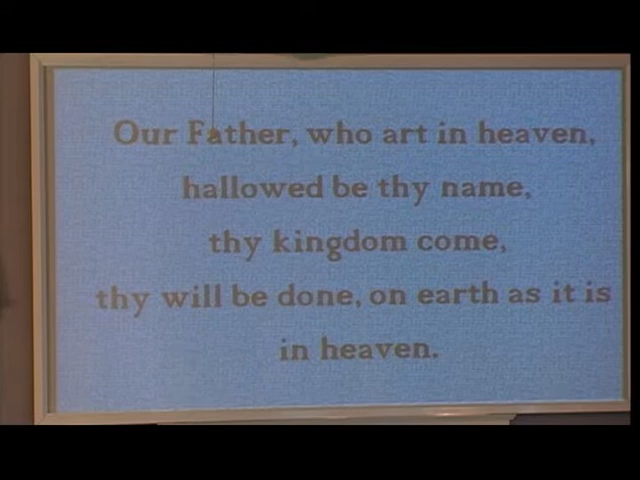 Our Father, who art in heaven,
hallowed be thy name,
thy kingdom come,
thy will be done, on earth as it is
in heaven.